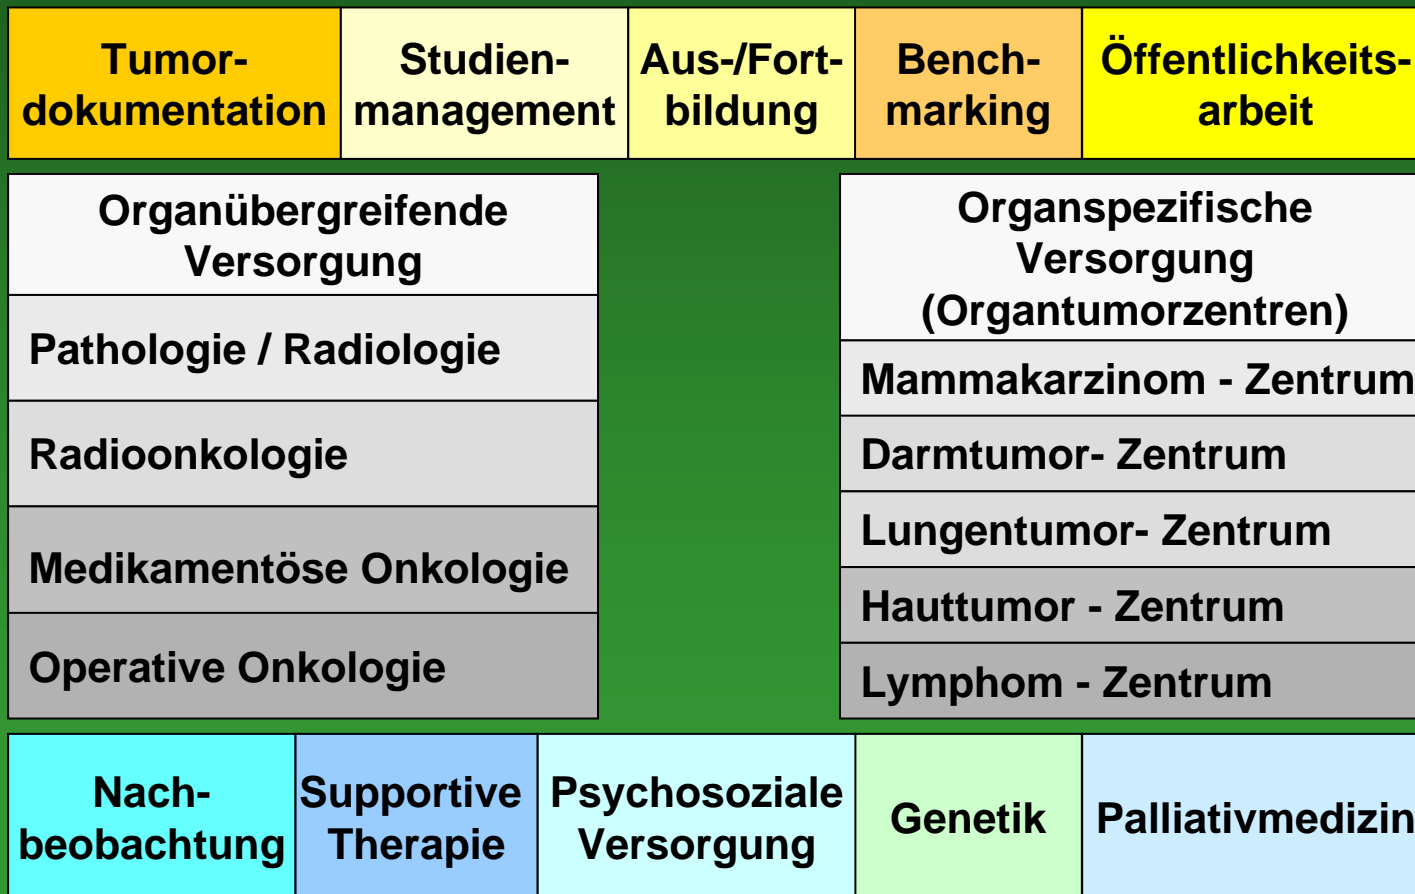 Tumor-
dokumentation
Studien-
management
Aus-/Fort-
bildung
Bench-
marking
Öffentlichkeits-
arbeit
Organübergreifende
Versorgung
Pathologie / Radiologie
Radioonkologie
Medikamentöse Onkologie
Operative Onkologie
Organspezifische
Versorgung
(Organtumorzentren)
Mammakarzinom - Zentrum
Darmtumor- Zentrum
Lungentumor- Zentrum
Hauttumor - Zentrum
Lymphom - Zentrum
Nach-
beobachtung
Supportive
Therapie
Psychosoziale
Versorgung
Genetik
Palliativmedizin